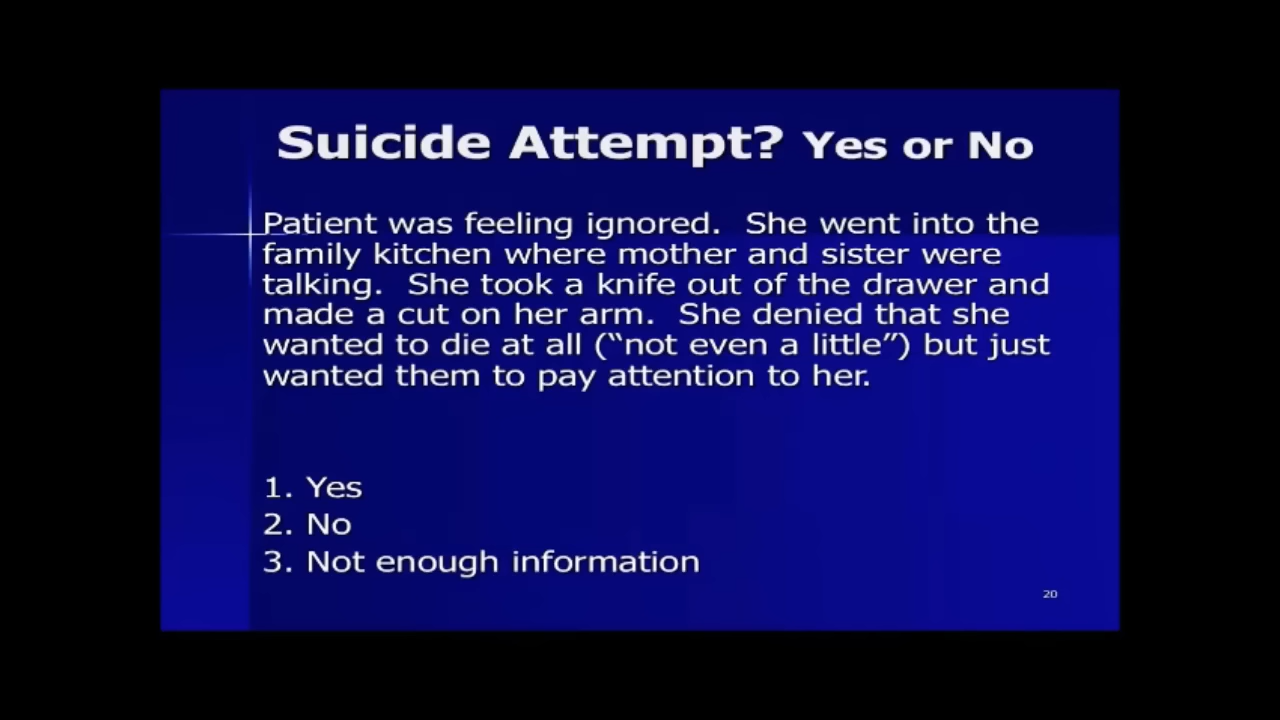 Suicide Attempt? Yes or No
Patient was feeling ignored.  She went into the
family kitchen where mother and sister were
talking.  She took a knife out of the drawer and
made a cut on her arm.  She denied that she
wanted to die at all (“not even a little”) but just
wanted them to pay attention to her.
1. Yes
2. No
3. Not enough information
20